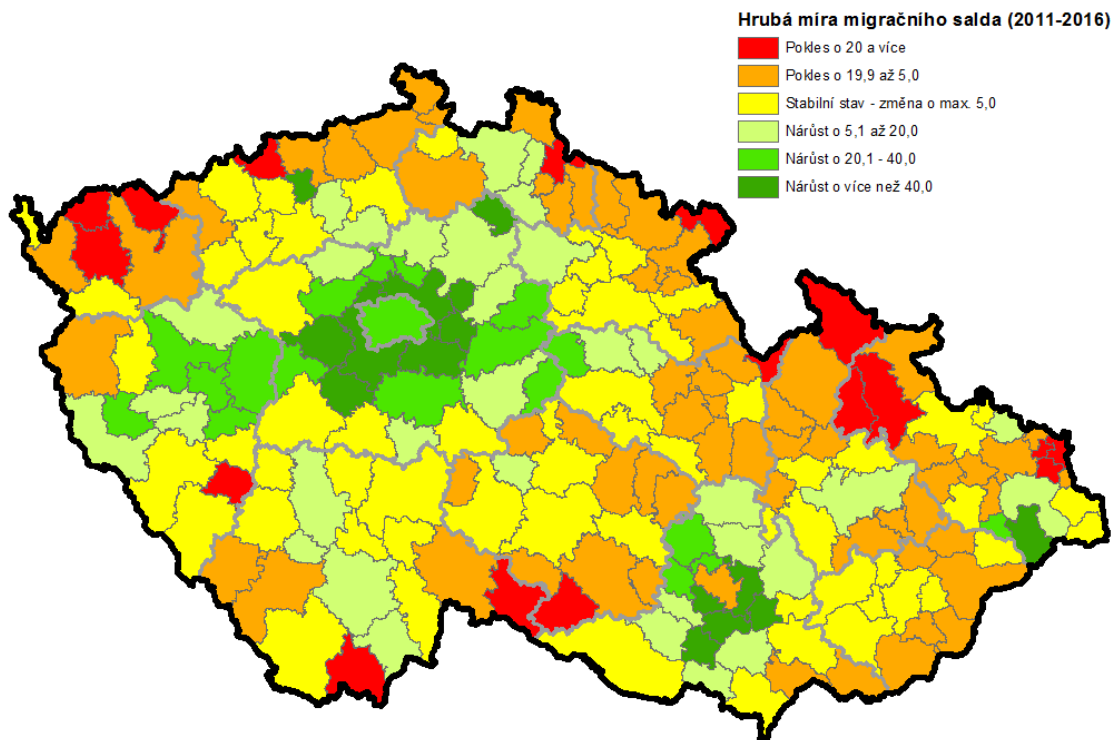 Hrubá míra migračního salda (2011-2016)
Pokles o 20 a více
Pokles o 19,9 až 5,0
Stabilní stav - změna o max. 5,0
Nárůst o 5,1 až 20,0
Nárůst o 20,1 - 40,0
Nárůst o více než 40,0